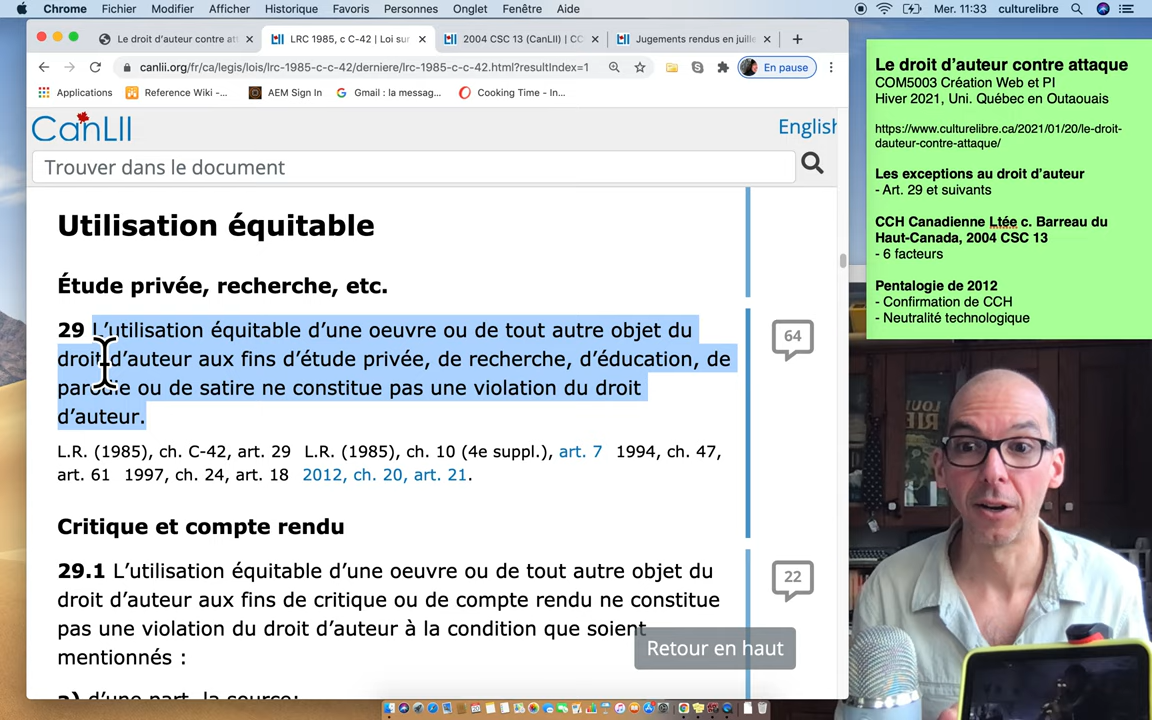 Chrome Fichier Modifier Afficher Historique Favoris Personnes Onglet Fenêtre Aide
Mer. 11:33 culturelibre
Le droit d'auteur contre att
LRC 1985, c C-42 | Loi sur
2004 CSC 13 (CanLII) | CC
Jugements rendus en juille
canlii.org/fr/ca/legis/lois/lrc-1985-c-c-42/derniere/lrc-1985-c-c-42.html?resultIndex=1
En pause
Applications
Reference Wiki -...
AEM Sign In
Gmail : la messag...
Cooking Time - In...
CanLII
English
Trouver dans le document
Utilisation équitable
Étude privée, recherche, etc.
29 L’utilisation équitable d’une oeuvre ou de tout autre objet du
droit d’auteur aux fins d’étude privée, de recherche, d’éducation, de
parodie ou de satire ne constitue pas une violation du droit
d’auteur.
64
L.R. (1985), ch. C-42, art. 29 L.R. (1985), ch. 10 (4e suppl.), art. 7 1994, ch. 47,
art. 61 1997, ch. 24, art. 18 2012, ch. 20, art. 21.
Critique et compte rendu
29.1 L’utilisation équitable d’une oeuvre ou de tout autre objet du
droit d’auteur aux fins de critique ou de compte rendu ne constitue
pas une violation du droit d’auteur à la condition que soient
mentionnés :
22
Retour en haut
a) d’une part, la source;
Le droit d’auteur contre attaque
COM5003 Création Web et PI
Hiver 2021, Uni. Québec en Outaouais
https://www.culturelibre.ca/2021/01/20/le-droit-
dauteur-contre-attaque/
Les exceptions au droit d’auteur
- Art. 29 et suivants
CCH Canadienne Ltée c. Barreau du
Haut-Canada, 2004 CSC 13
- 6 facteurs
Pentalogie de 2012
- Confirmation de CCH
- Neutralité technologique